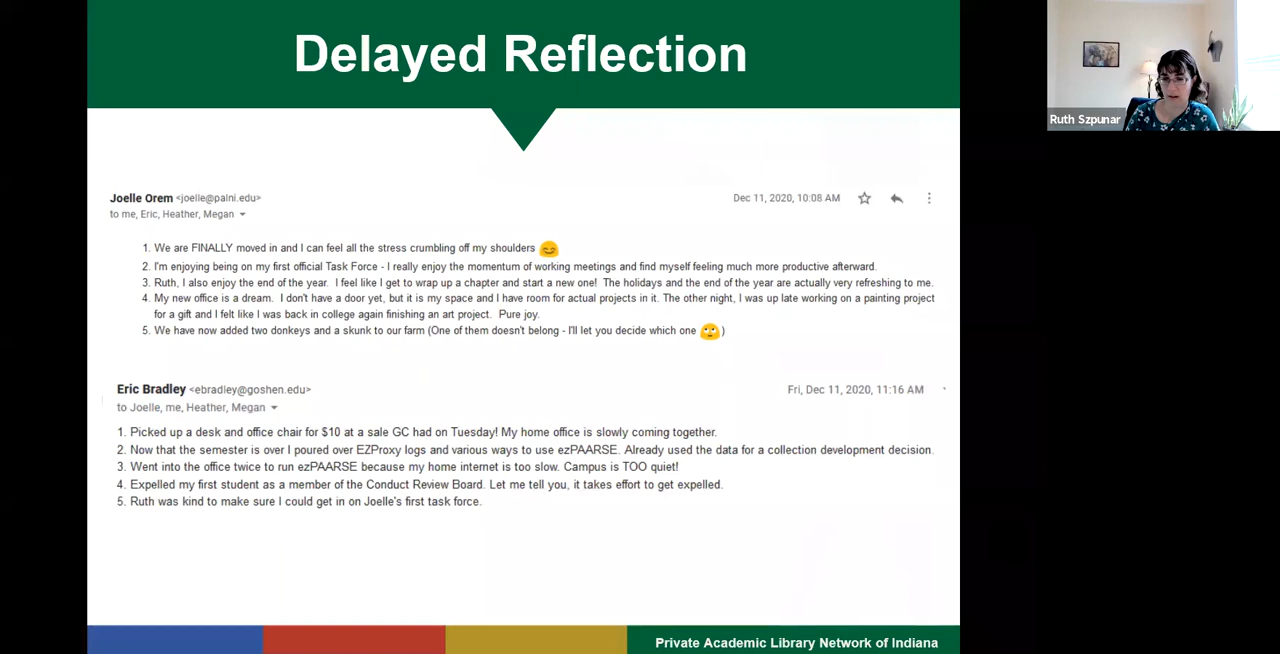 Delayed Reflection
Ruth Szpunar
Joelle Orem <joelle@palni.edu>
Dec 11, 2020, 10:08 AM
to me, Eric, Heather, Megan
1. We are FINALLY moved in and I can feel all the stress crumbling off my shoulders 😊
2. I'm enjoying being on my first official Task Force - I really enjoy the momentum of working meetings and find myself feeling much more productive afterward.
3. Ruth, I also enjoy the end of the year. I feel like I get to wrap up a chapter and start a new one! The holidays and the end of the year are actually very refreshing to me.
4. My new office is a dream. I don't have a door yet, but it is my space and I have room for actual projects in it. The other night, I was up late working on a painting project
for a gift and I felt like I was back in college again finishing an art project. Pure joy.
5. We have now added two donkeys and a skunk to our farm (One of them doesn't belong - I'll let you decide which one 🙄 )
Eric Bradley <ebradley@goshen.edu>
Fri, Dec 11, 2020, 11:16 AM
to Joelle, me, Heather, Megan
1. Picked up a desk and office chair for $10 at a sale GC had on Tuesday! My home office is slowly coming together.
2. Now that the semester is over I poured over EZProxy logs and various ways to use ezPAARSE. Already used the data for a collection development decision.
3. Went into the office twice to run ezPAARSE because my home internet is too slow. Campus is TOO quiet!
4. Expelled my first student as a member of the Conduct Review Board. Let me tell you, it takes effort to get expelled.
5. Ruth was kind to make sure I could get in on Joelle's first task force.
Private Academic Library Network of Indiana